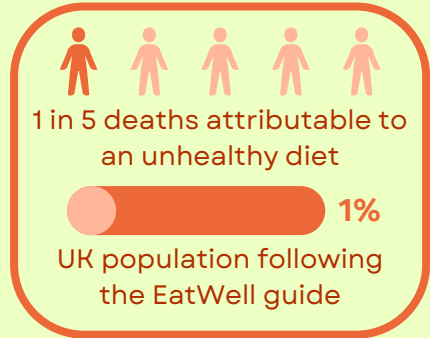 1 in 5 deaths attributable to
an unhealthy diet
1%
UK population following
the EatWell guide